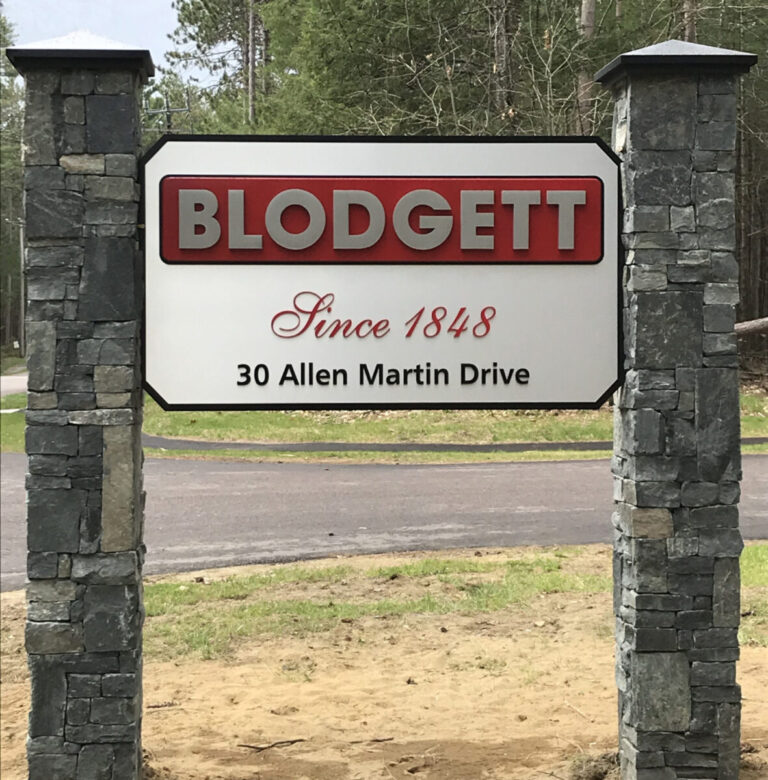 BLODGETT
Since 1848
30 Allen Martin Drive